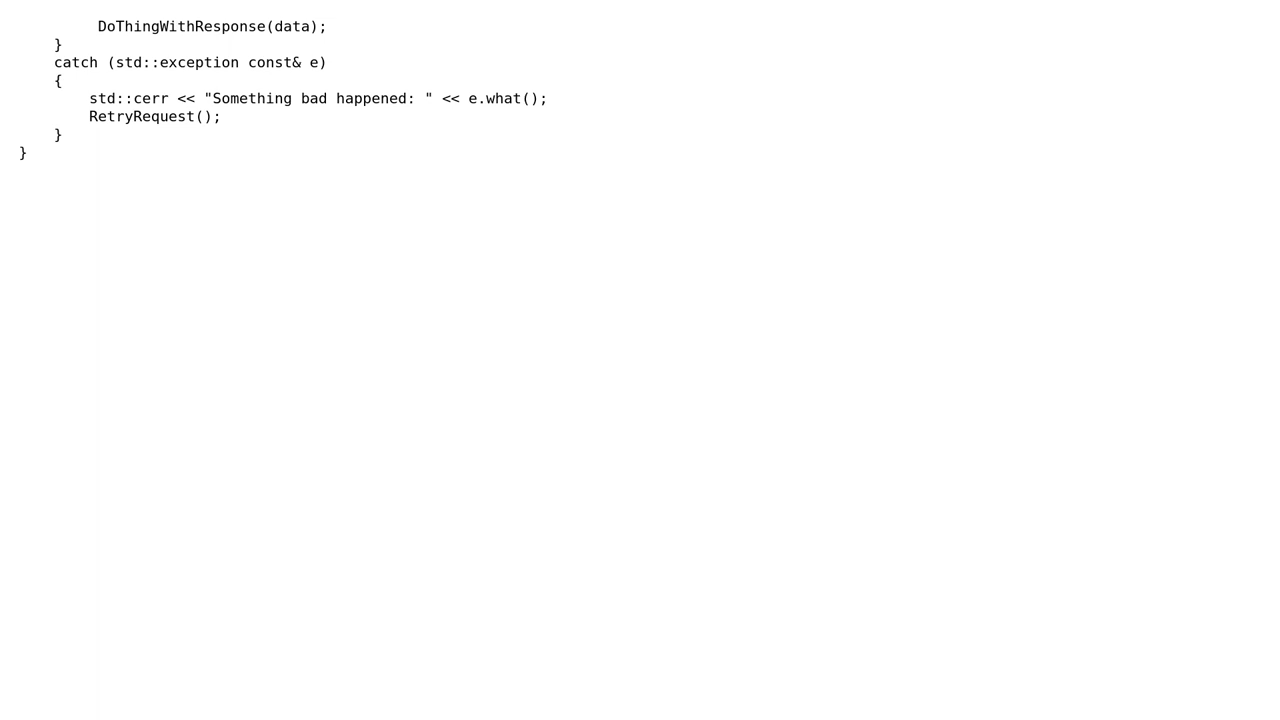 DoThingWithResponse(data);
}
catch (std::exception const& e)
{
std::cerr << "Something bad happened: " << e.what();
RetryRequest();
}
}